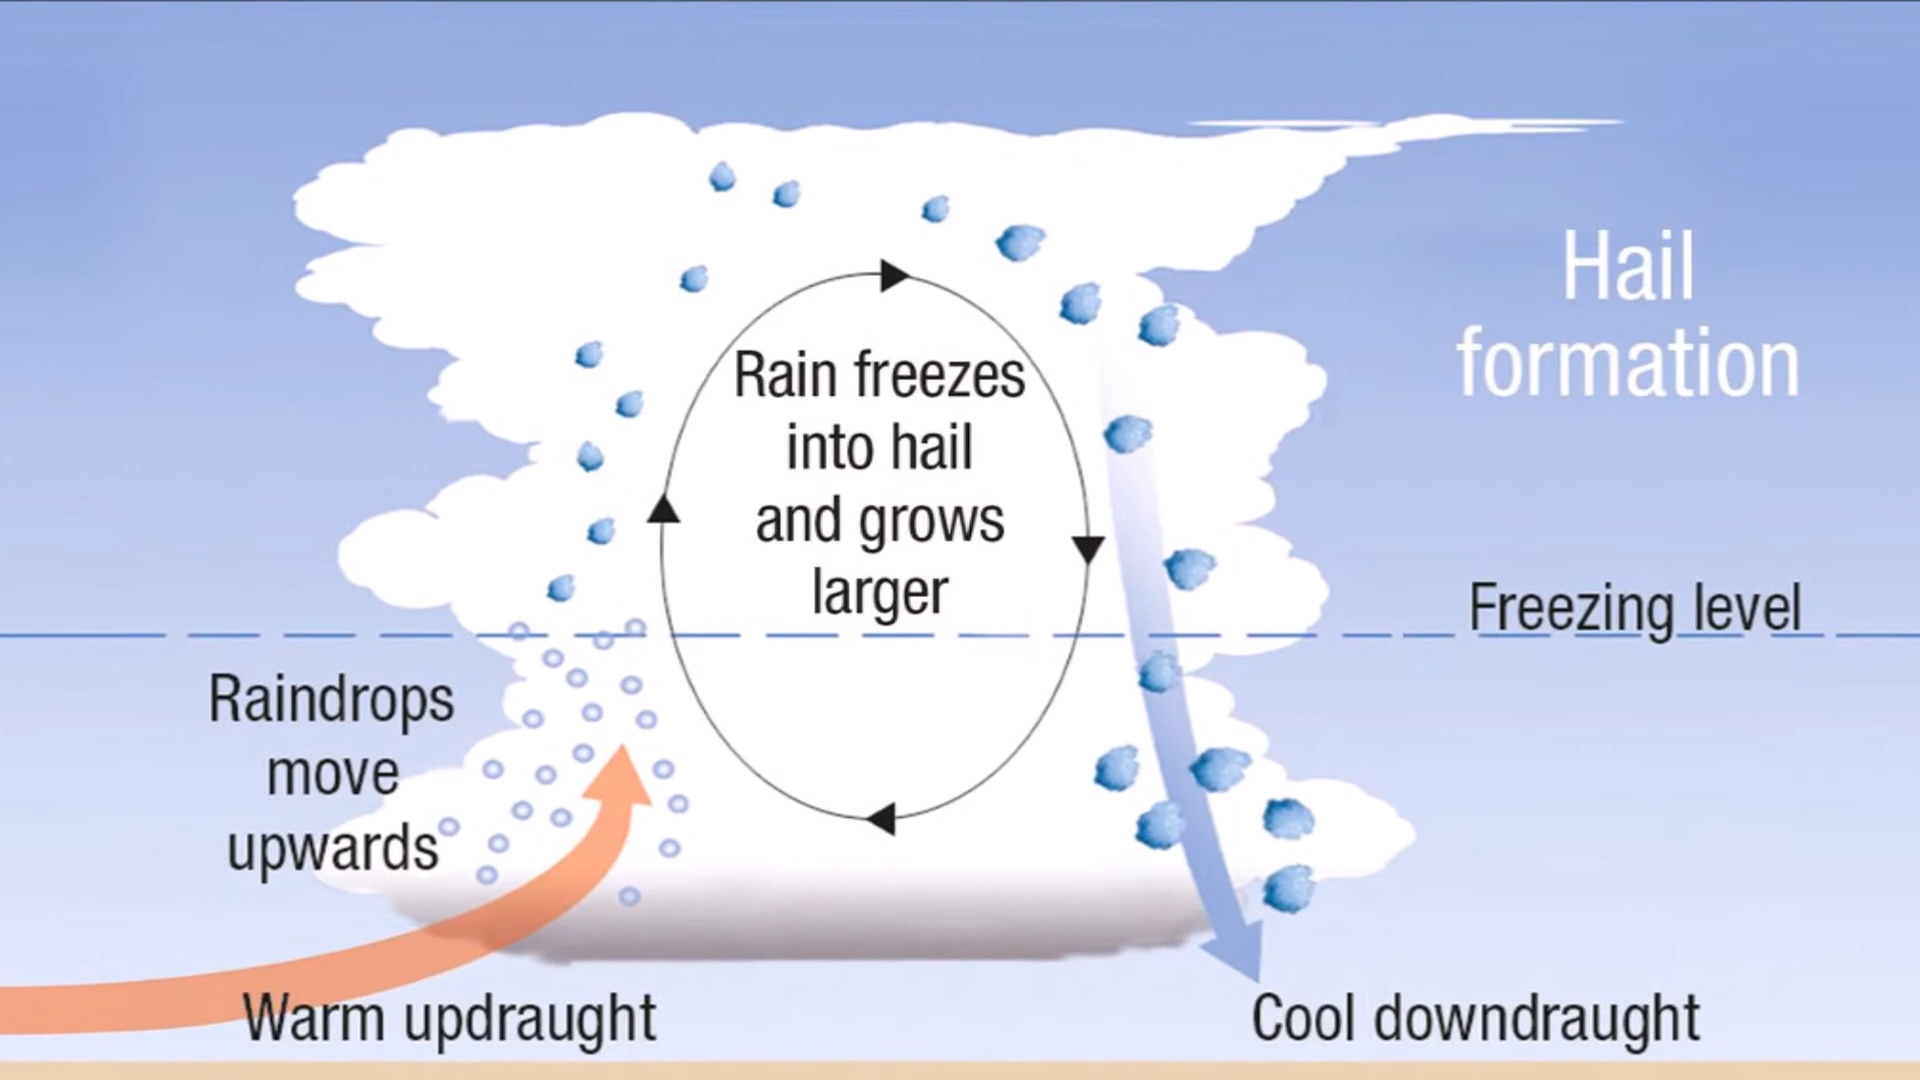 Hail
formation
Rain freezes
into hail
and grows
larger
Freezing level
Raindrops
move
upwards
Warm updraught
Cool downdraught